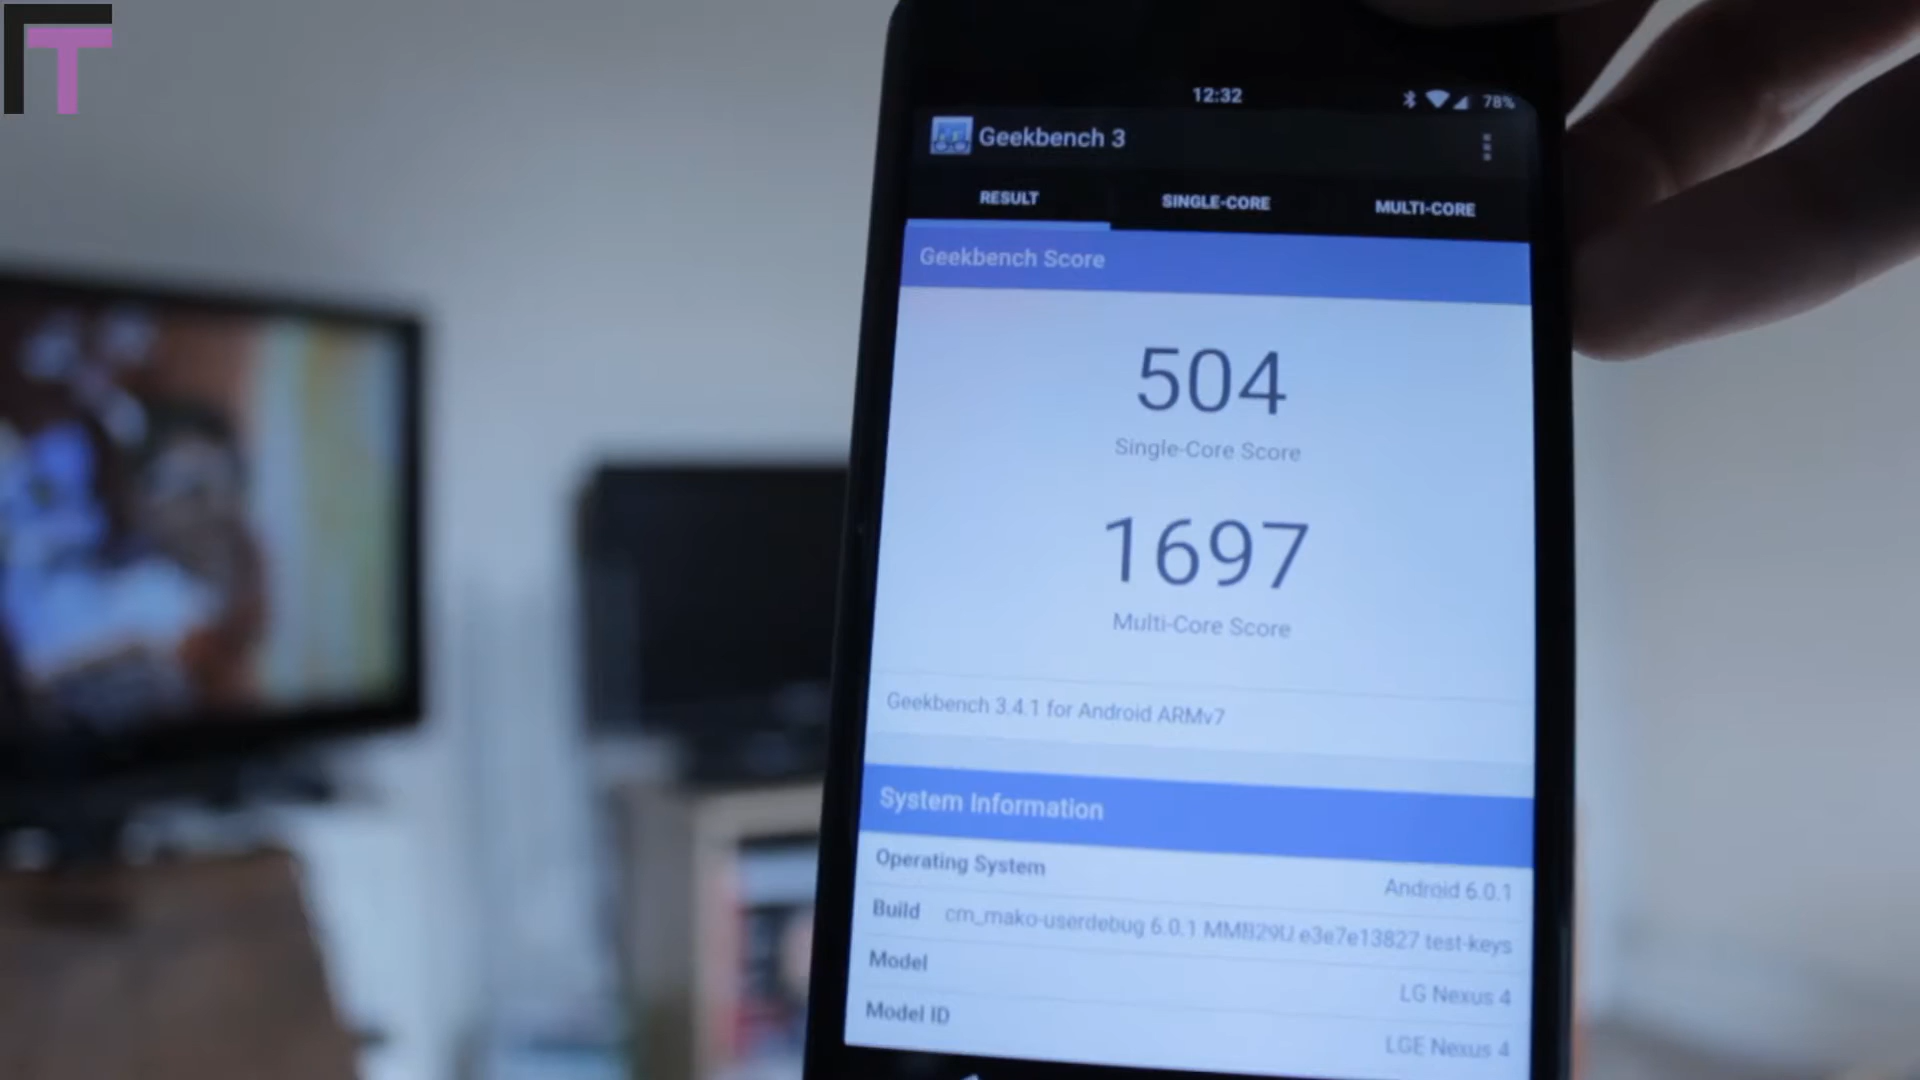 T
12:32 78%
Geekbench 3
RESULT SINGLE-CORE MULTI-CORE
Geekbench Score
504
Single-Core Score
1697
Multi-Core Score
Geekbench 3.4.1 for Android ARMv7
System Information
Operating System Android 6.0.1
Build cm_mako-userdebug 6.0.1 MMB29U e3e7e13827 test-keys
Model LG Nexus 4
Model ID LGE Nexus 4